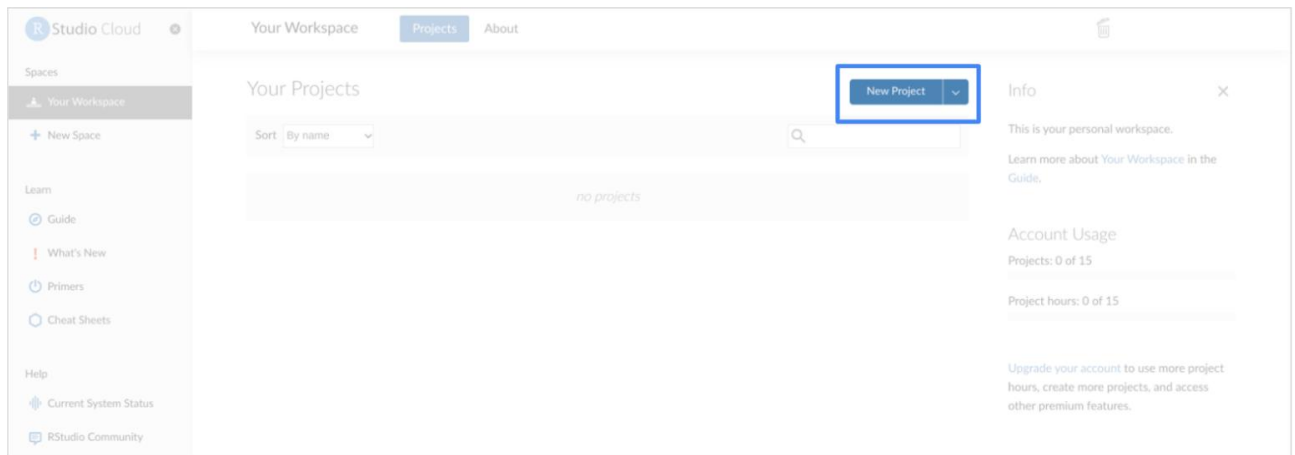 R Studio Cloud
Your Workspace
Projects
About
Spaces
Your Workspace
New Space
Learn
Guide
What's New
Primers
Cheat Sheets
Help
Current System Status
RStudio Community
Your Projects
New Project
Sort By name
no projects
Info
This is your personal workspace.
Learn more about Your Workspace in the
Guide.
Account Usage
Projects: 0 of 15
Project hours: 0 of 15
Upgrade your account to use more project
hours, create more projects, and access
other premium features.